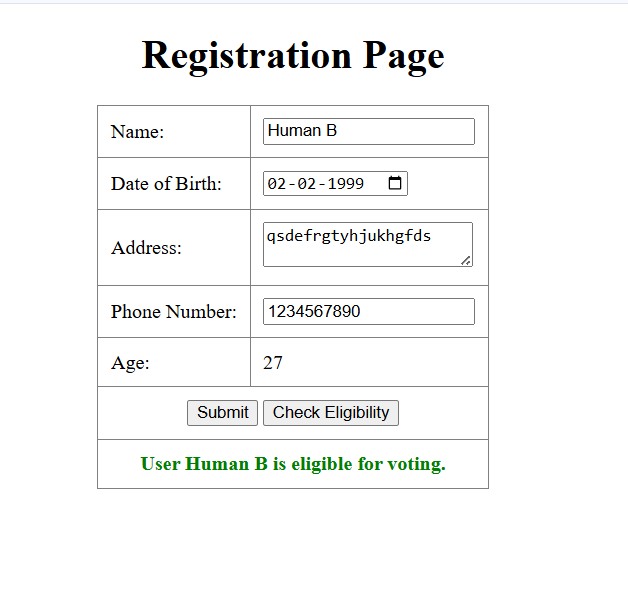 Registration Page
Name: Human B
Date of Birth: 02-02-1999
Address: qsdefrgtyhjukhgfds
Phone Number: 1234567890
Age: 27
Submit Check Eligibility
User Human B is eligible for voting.